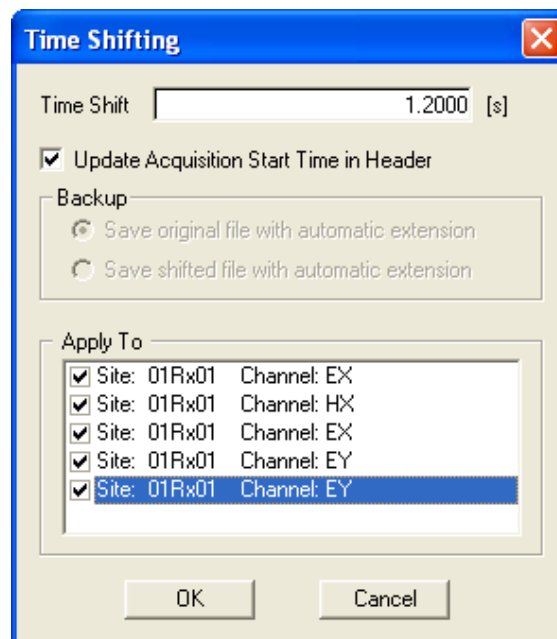 Time Shifting
Time Shift 1.2000 [s]
Update Acquisition Start Time in Header
Backup
Save original file with automatic extension
Save shifted file with automatic extension
Apply To
Site: 01Rx01 Channel: EX
Site: 01Rx01 Channel: HX
Site: 01Rx01 Channel: EX
Site: 01Rx01 Channel: EY
Site: 01Rx01 Channel: EY
OK Cancel